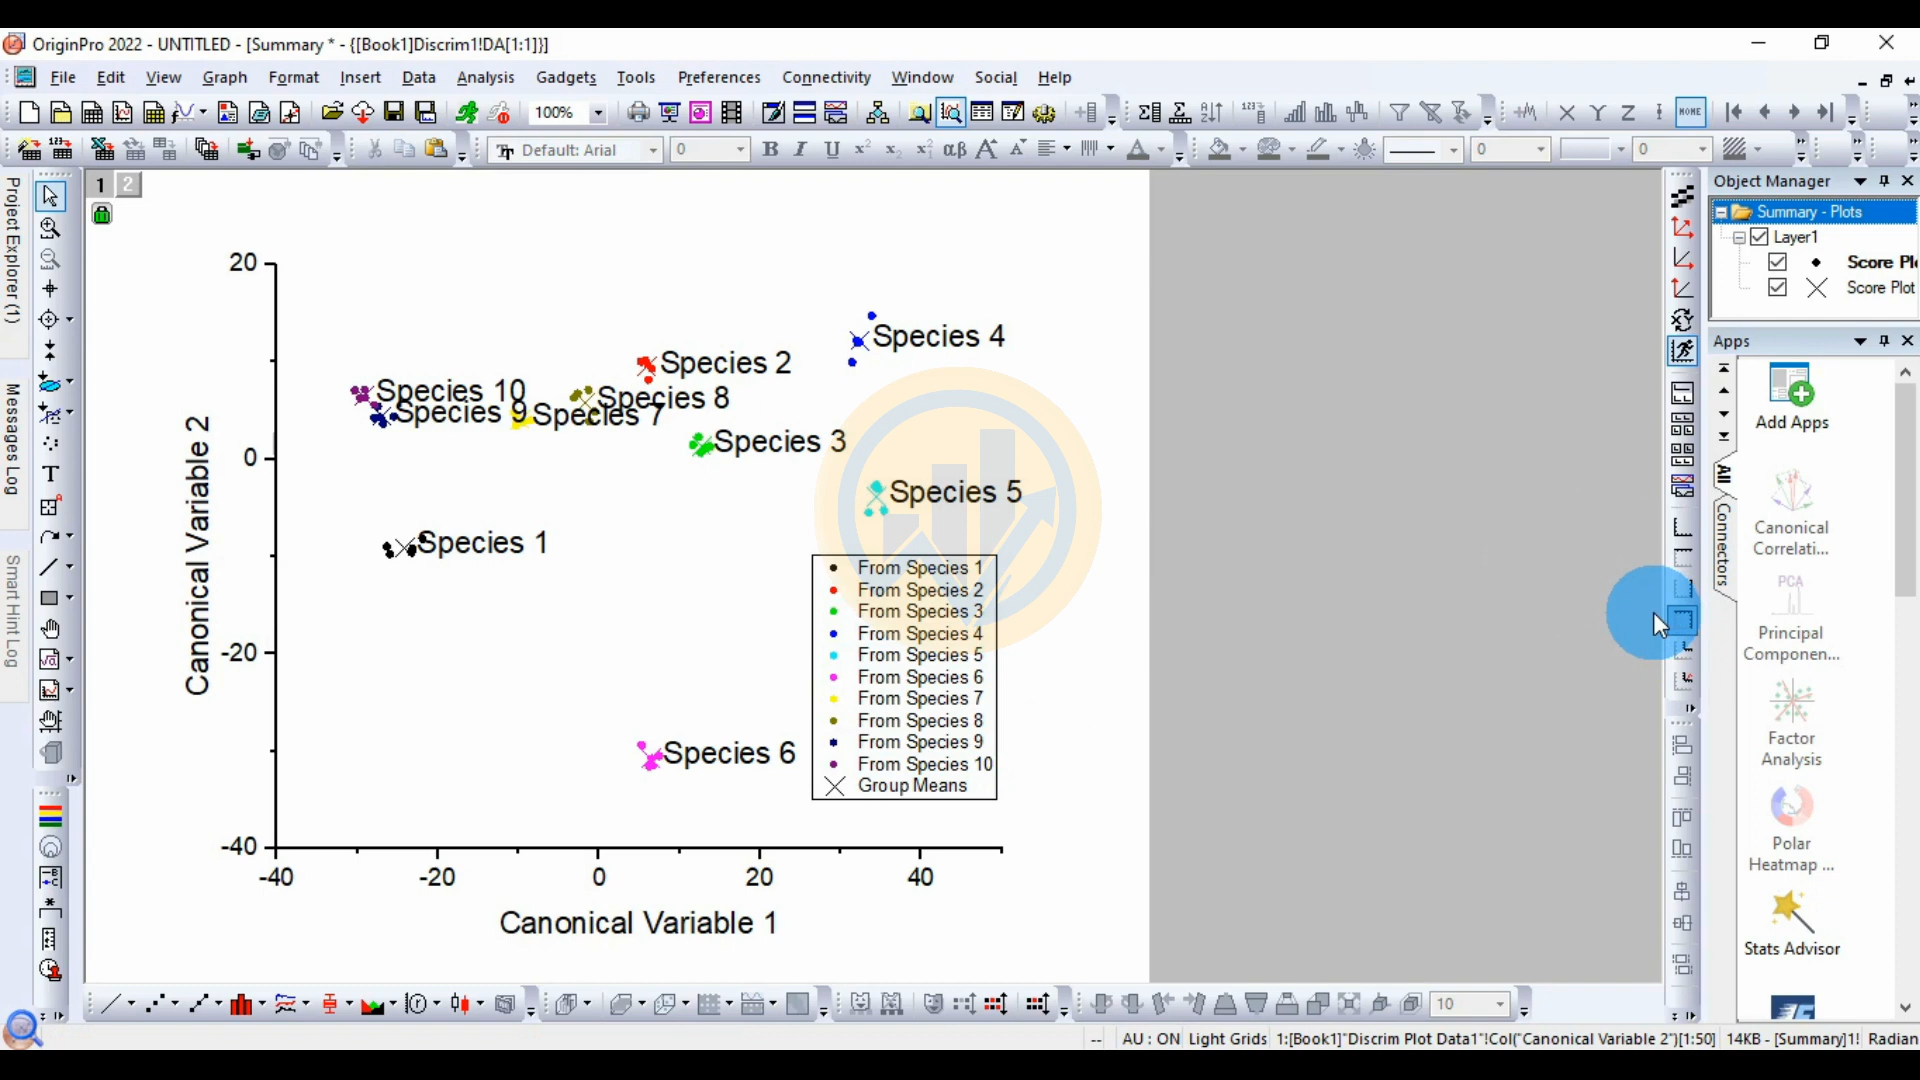 OriginPro 2022 - UNTITLED - [Summary * - {[Book1]Discrim1!DA[1:1]}]
File Edit View Graph Format Insert Data Analysis Gadgets Tools Preferences Connectivity Window Social Help
100%
X Y Z HOME
Default: Arial 0 B I U x² x₂ αβ A A A 0 0
Project Explorer (1)
Messages Log
Smart Hint Log
1 2
Object Manager
Summary - Plots
Layer1
Score Pl
Score Plot
Apps
Add Apps
All
Connectors
Canonical
Correlati...
PCA
Principal
Componen...
Factor
Analysis
Polar
Heatmap ...
Stats Advisor
20
0
-20
-40
Canonical Variable 2
Species 4
Species 2
Species 10
Species 8
Species 9
Species 7
Species 3
Species 5
Species 1
Species 6
From Species 1
From Species 2
From Species 3
From Species 4
From Species 5
From Species 6
From Species 7
From Species 8
From Species 9
From Species 10
Group Means
-40 -20 0 20 40
Canonical Variable 1
10
-- AU : ON Light Grids 1:[Book1]"Discrim Plot Data1"!Col("Canonical Variable 2")[1:50] 14KB - [Summary]1! Radian